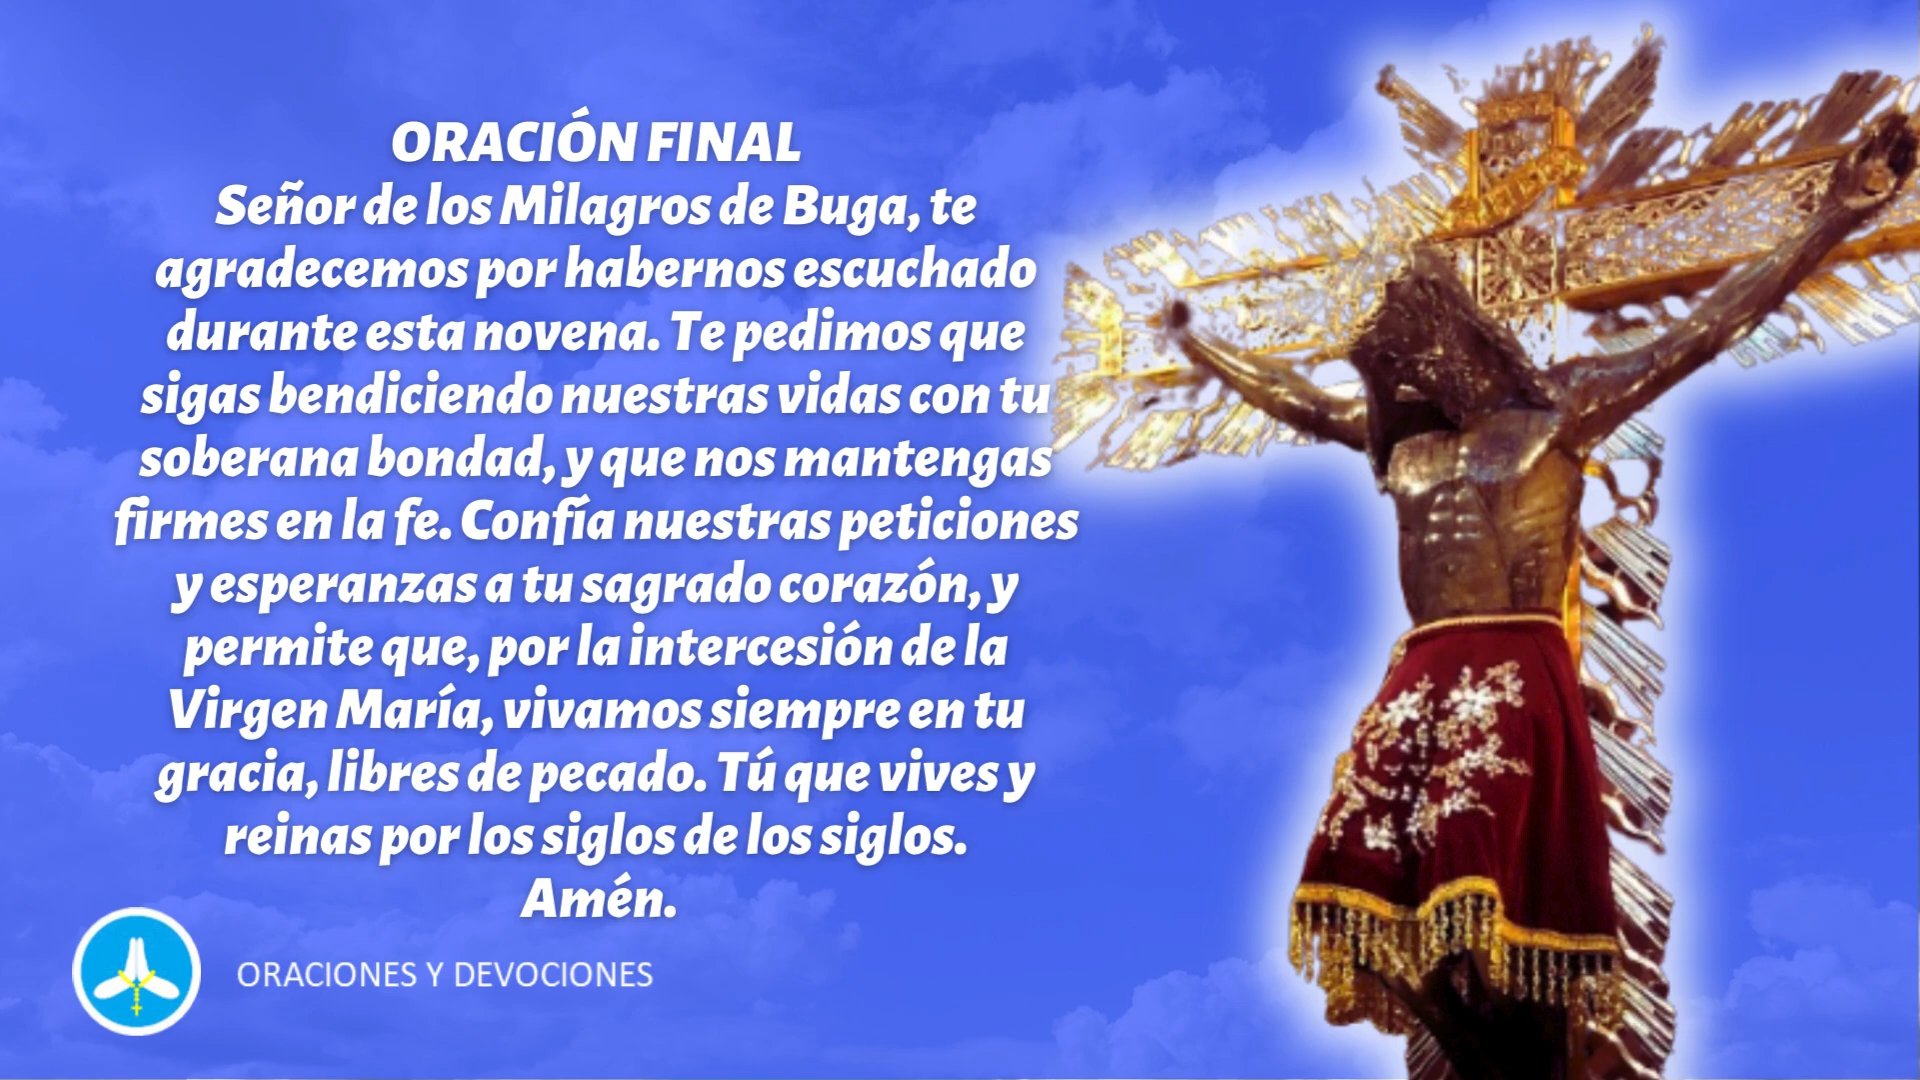 ORACIÓN FINAL
Señor de los Milagros de Buga, te
agradecemos por habernos escuchado
durante esta novena. Te pedimos que
sigas bendiciendo nuestras vidas con tu
soberana bondad, y que nos mantengas
firmes en la fe. Confía nuestras peticiones
y esperanzas a tu sagrado corazón, y
permite que, por la intercesión de la
Virgen María, vivamos siempre en tu
gracia, libres de pecado. Tú que vives y
reinas por los siglos de los siglos.
Amén.
ORACIONES Y DEVOCIONES